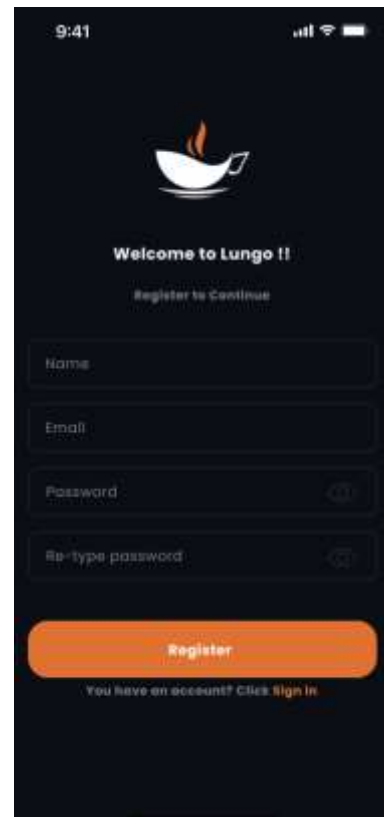 9:41
Welcome to Lungo !!
Register to Continue
Name
Email
Password
Re-type password
Register
You have an account? Click Sign in